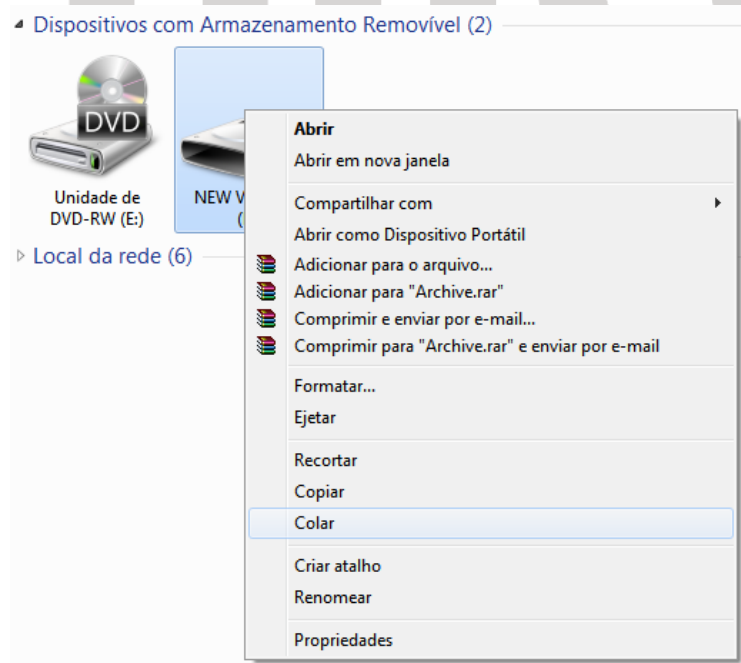 Dispositivos com Armazenamento Removível (2)
DVD
Unidade de
DVD-RW (E:)
NEW
(
Local da rede (6)
Abrir
Abrir em nova janela
Compartilhar com
Abrir como Dispositivo Portátil
Adicionar para o arquivo...
Adicionar para "Archive.rar"
Comprimir e enviar por e-mail...
Comprimir para "Archive.rar" e enviar por e-mail
Formatar...
Ejetar
Recortar
Copiar
Colar
Criar atalho
Renomear
Propriedades